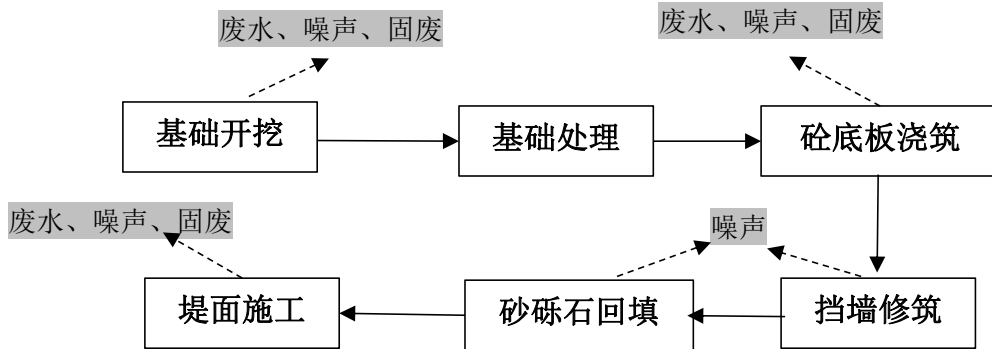 废水、噪声、固废
废水、噪声、固废
基础开挖
基础处理
砼底板浇筑
废水、噪声、固废
噪声
堤面施工
砂砾石回填
挡墙修筑